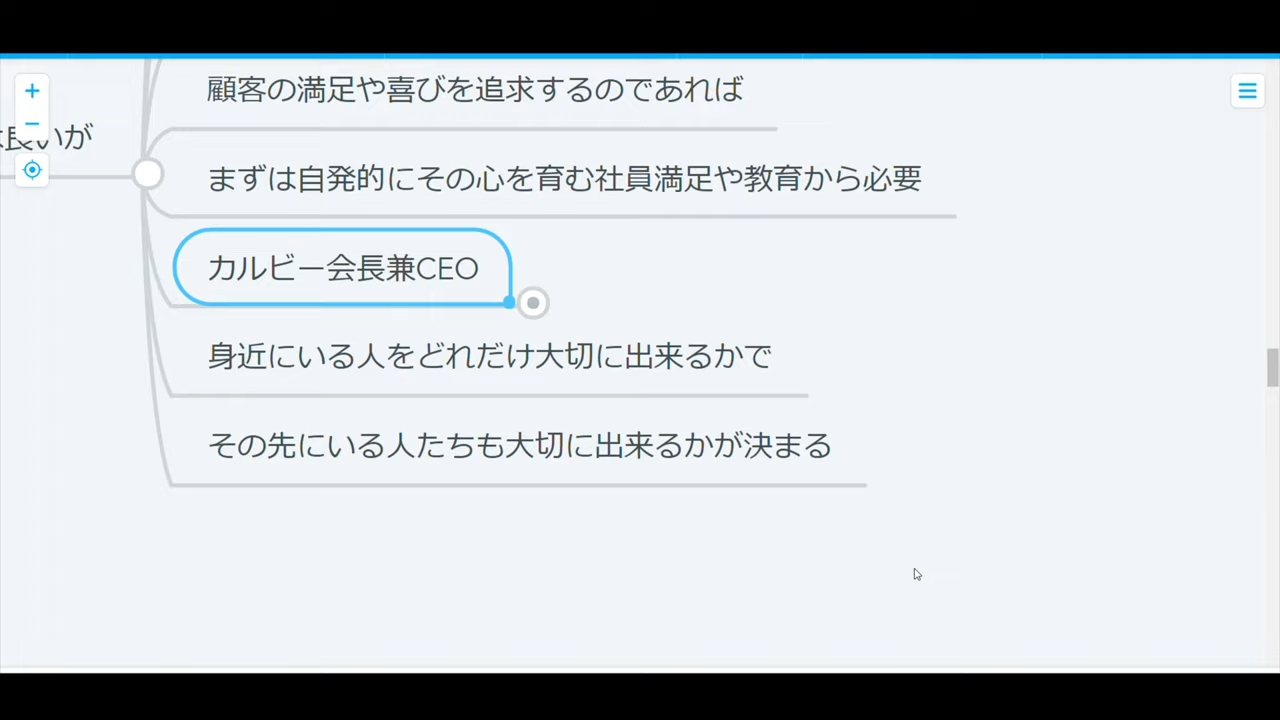 顧客の満足や喜びを追求するのであれば
良いが
まずは自発的にその心を育む社員満足や教育から必要
カルビー会長兼CEO
身近にいる人をどれだけ大切に出来るかで
その先にいる人たちも大切に出来るかが決まる